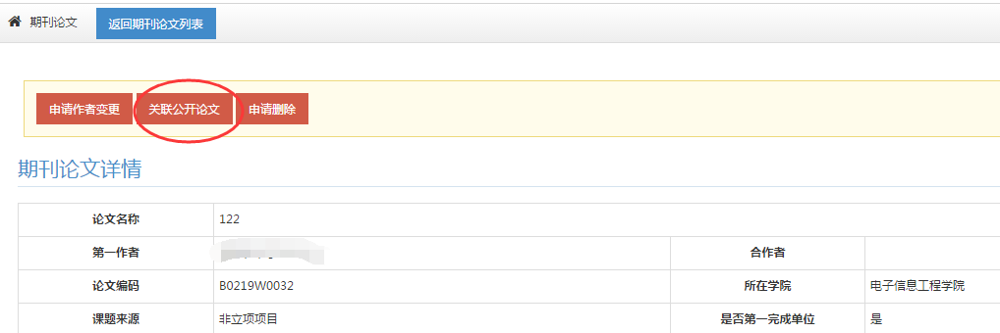 期刊论文 返回期刊论文列表
申请作者变更 关联公开论文 申请删除
期刊论文详情
论文名称 122
第一作者 合作者
论文编码 B0219W0032 所在学院 电子信息工程学院
课题来源 非立项项目 是否第一完成单位 是